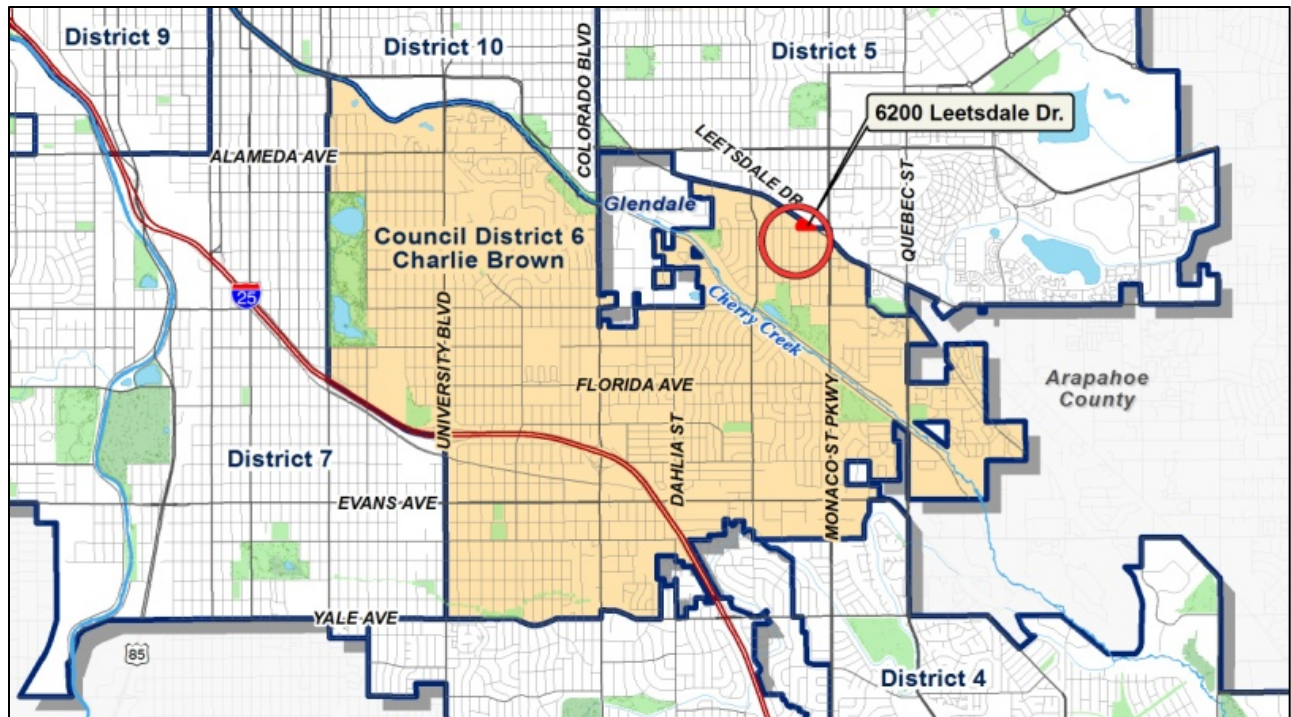 District 9
District 10
District 5
COLORADO BLVD
6200 Leetsdale Dr.
ALAMEDA AVE
LEETSDALE DR
QUEBEC ST
Glendale
Council District 6
Charlie Brown
25
UNIVERSITY BLVD
Cherry Creek
FLORIDA AVE
Arapahoe
County
DAHLIA ST
MONACO ST PKWY
District 7
EVANS AVE
YALE AVE
85
District 4